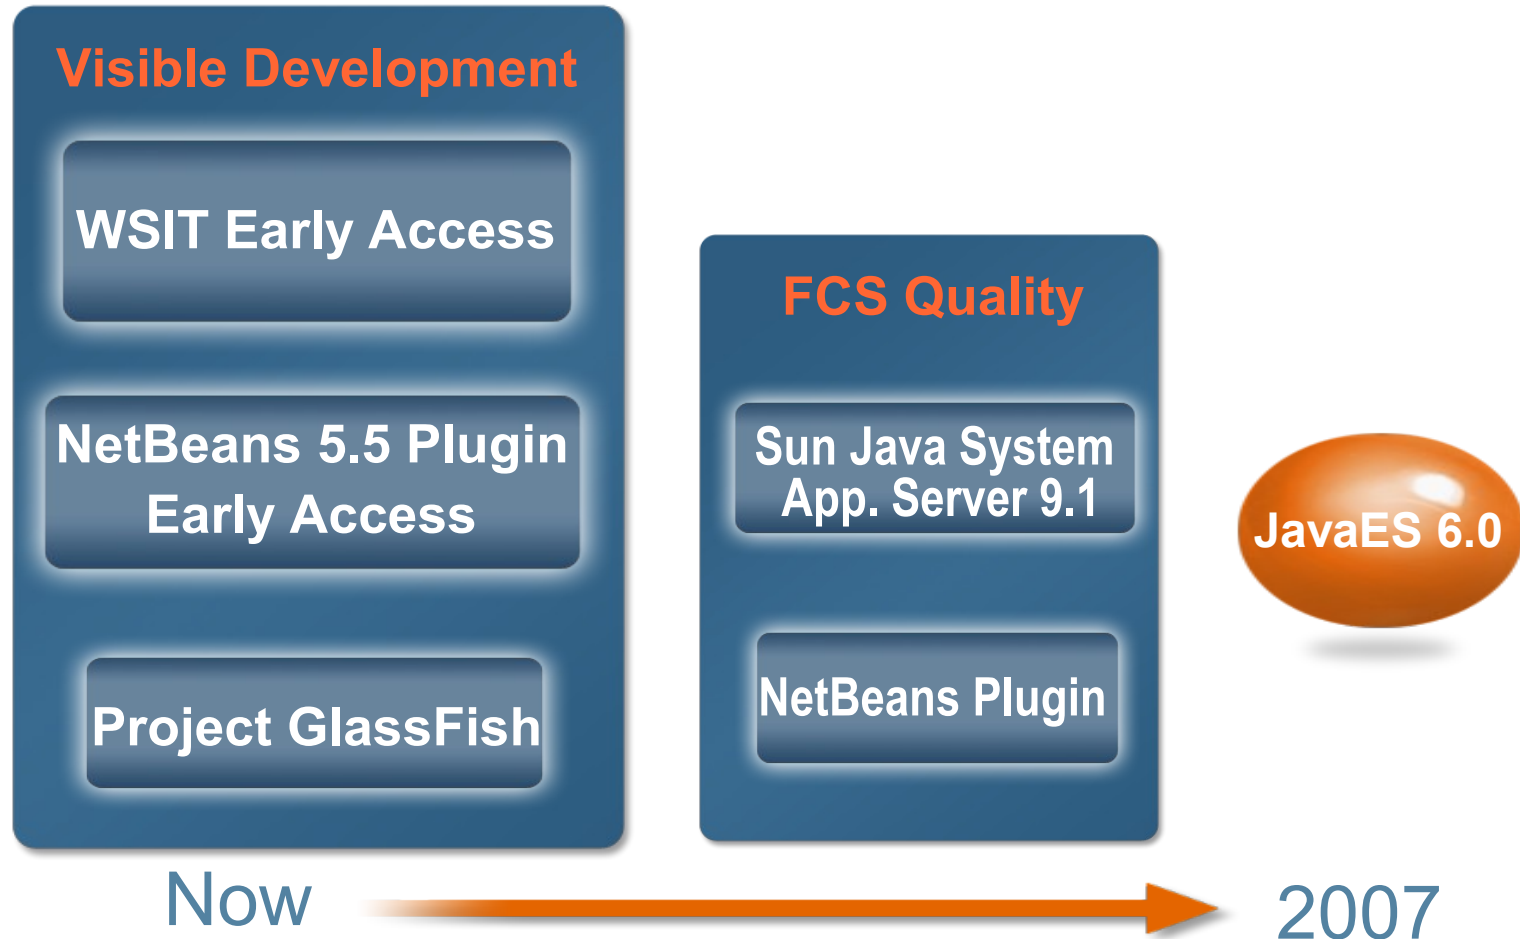 Visible Development
WSIT Early Access
NetBeans 5.5 Plugin
Early Access
Project GlassFish
FCS Quality
Sun Java System
App. Server 9.1
NetBeans Plugin
JavaES 6.0
Now
2007